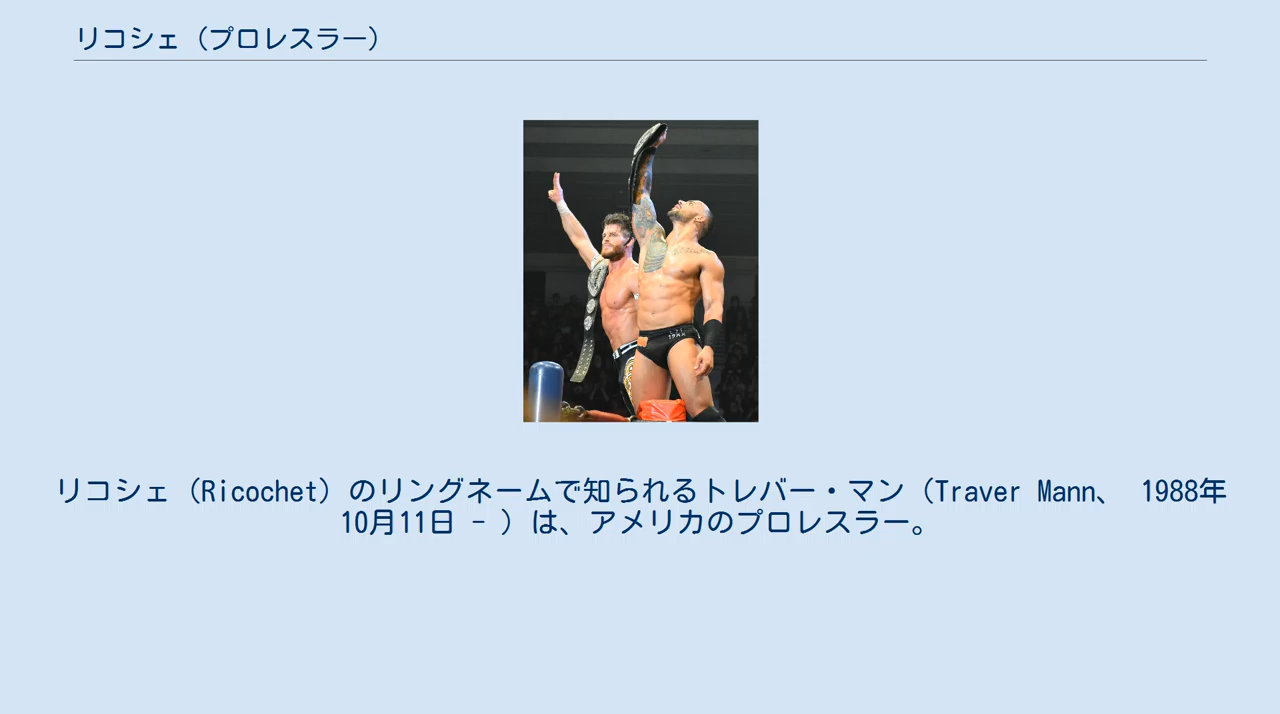 リコシェ（プロレスラー）
リコシェ（Ricochet）のリングネームで知られるトレバー・マン（Traver Mann、 1988年
10月11日 - ）は、アメリカのプロレスラー。